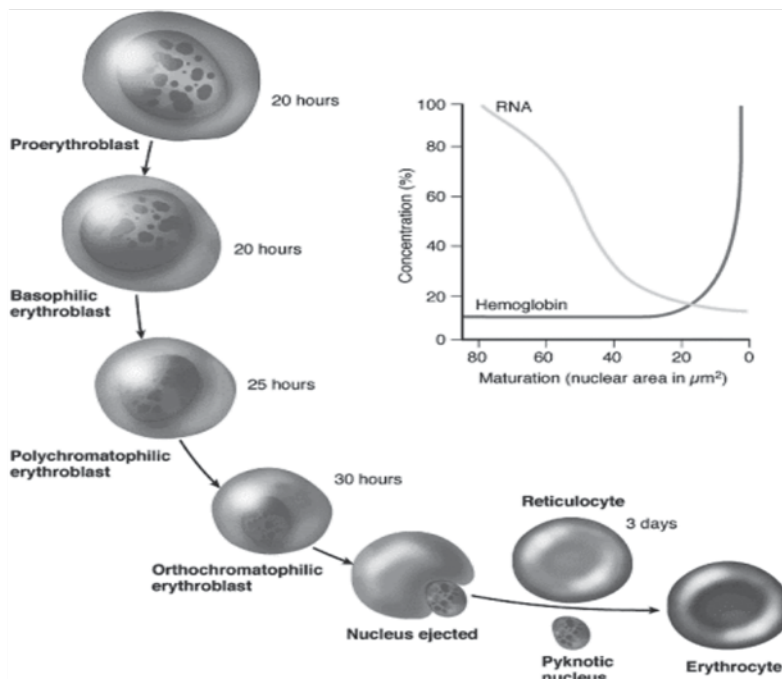 20 hours
Proerythroblast
20 hours
Basophilic
erythroblast
25 hours
Polychromatophilic
erythroblast
30 hours
Orthochromatophilic
erythroblast
Nucleus ejected
Reticulocyte
3 days
Pyknotic
nucleus
Erythrocyte
RNA
Hemoglobin
Concentration (%)
100
80
60
40
20
0
80 60 40 20 0
Maturation (nuclear area in μm²)